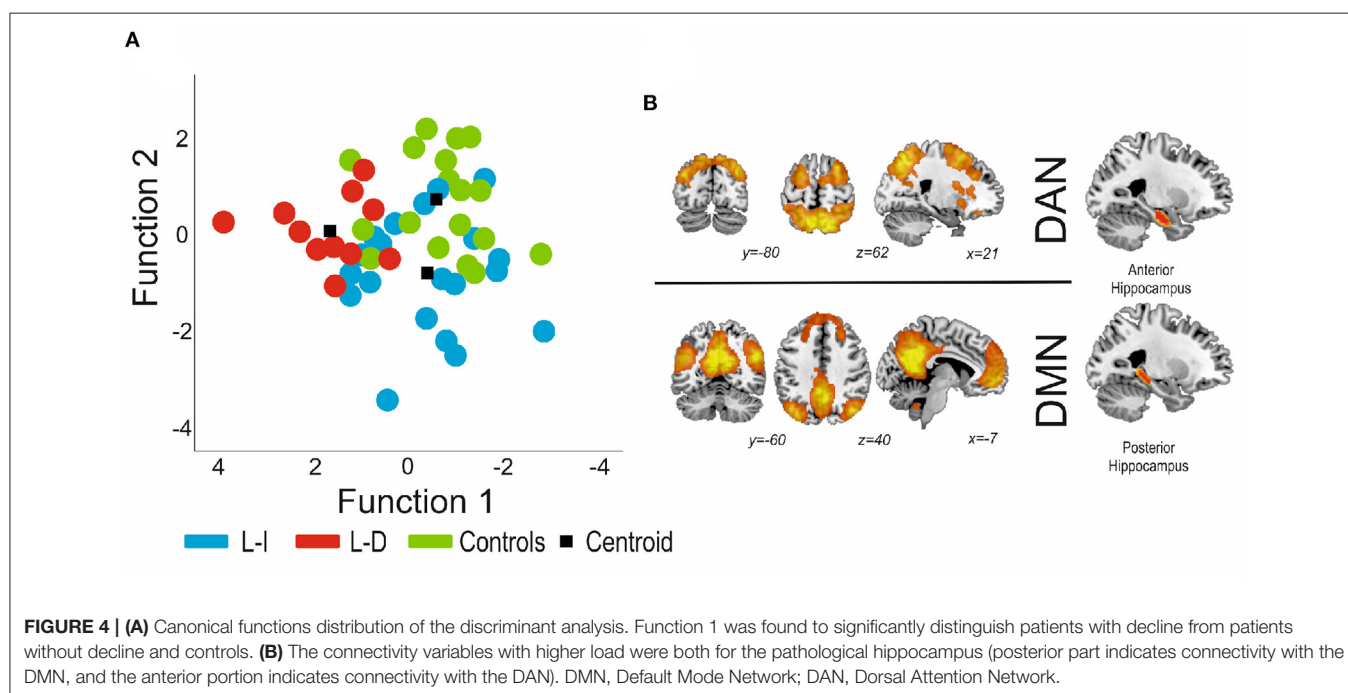 A
Function 2
2
0
-2
-4
4 2 0 -2 -4
Function 1
L-I L-D Controls Centroid
B
y=-80 z=62 x=21
DAN
Anterior
Hippocampus
y=-60 z=40 x=-7
DMN
Posterior
Hippocampus
FIGURE 4 | (A) Canonical functions distribution of the discriminant analysis. Function 1 was found to significantly distinguish patients with decline from patients
without decline and controls. (B) The connectivity variables with higher load were both for the pathological hippocampus (posterior part indicates connectivity with the
DMN, and the anterior portion indicates connectivity with the DAN). DMN, Default Mode Network; DAN, Dorsal Attention Network.